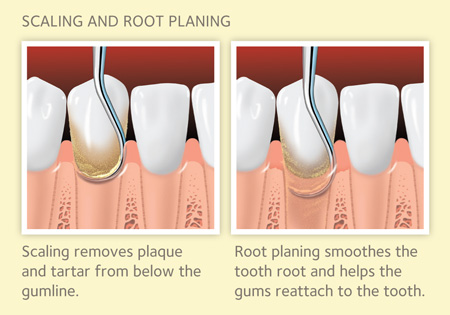 SCALING AND ROOT PLANING
Scaling removes plaque
and tartar from below the
gumline.
Root planing smoothes the
tooth root and helps the
gums reattach to the tooth.